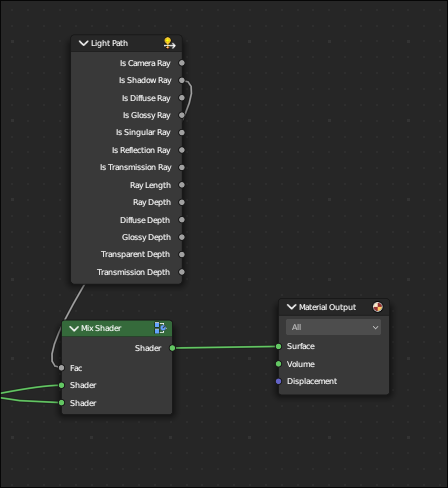 Light Path
Is Camera Ray
Is Shadow Ray
Is Diffuse Ray
Is Glossy Ray
Is Singular Ray
Is Reflection Ray
Is Transmission Ray
Ray Length
Ray Depth
Diffuse Depth
Glossy Depth
Transparent Depth
Transmission Depth
Mix Shader
Shader
Fac
Shader
Shader
Material Output
All
Surface
Volume
Displacement